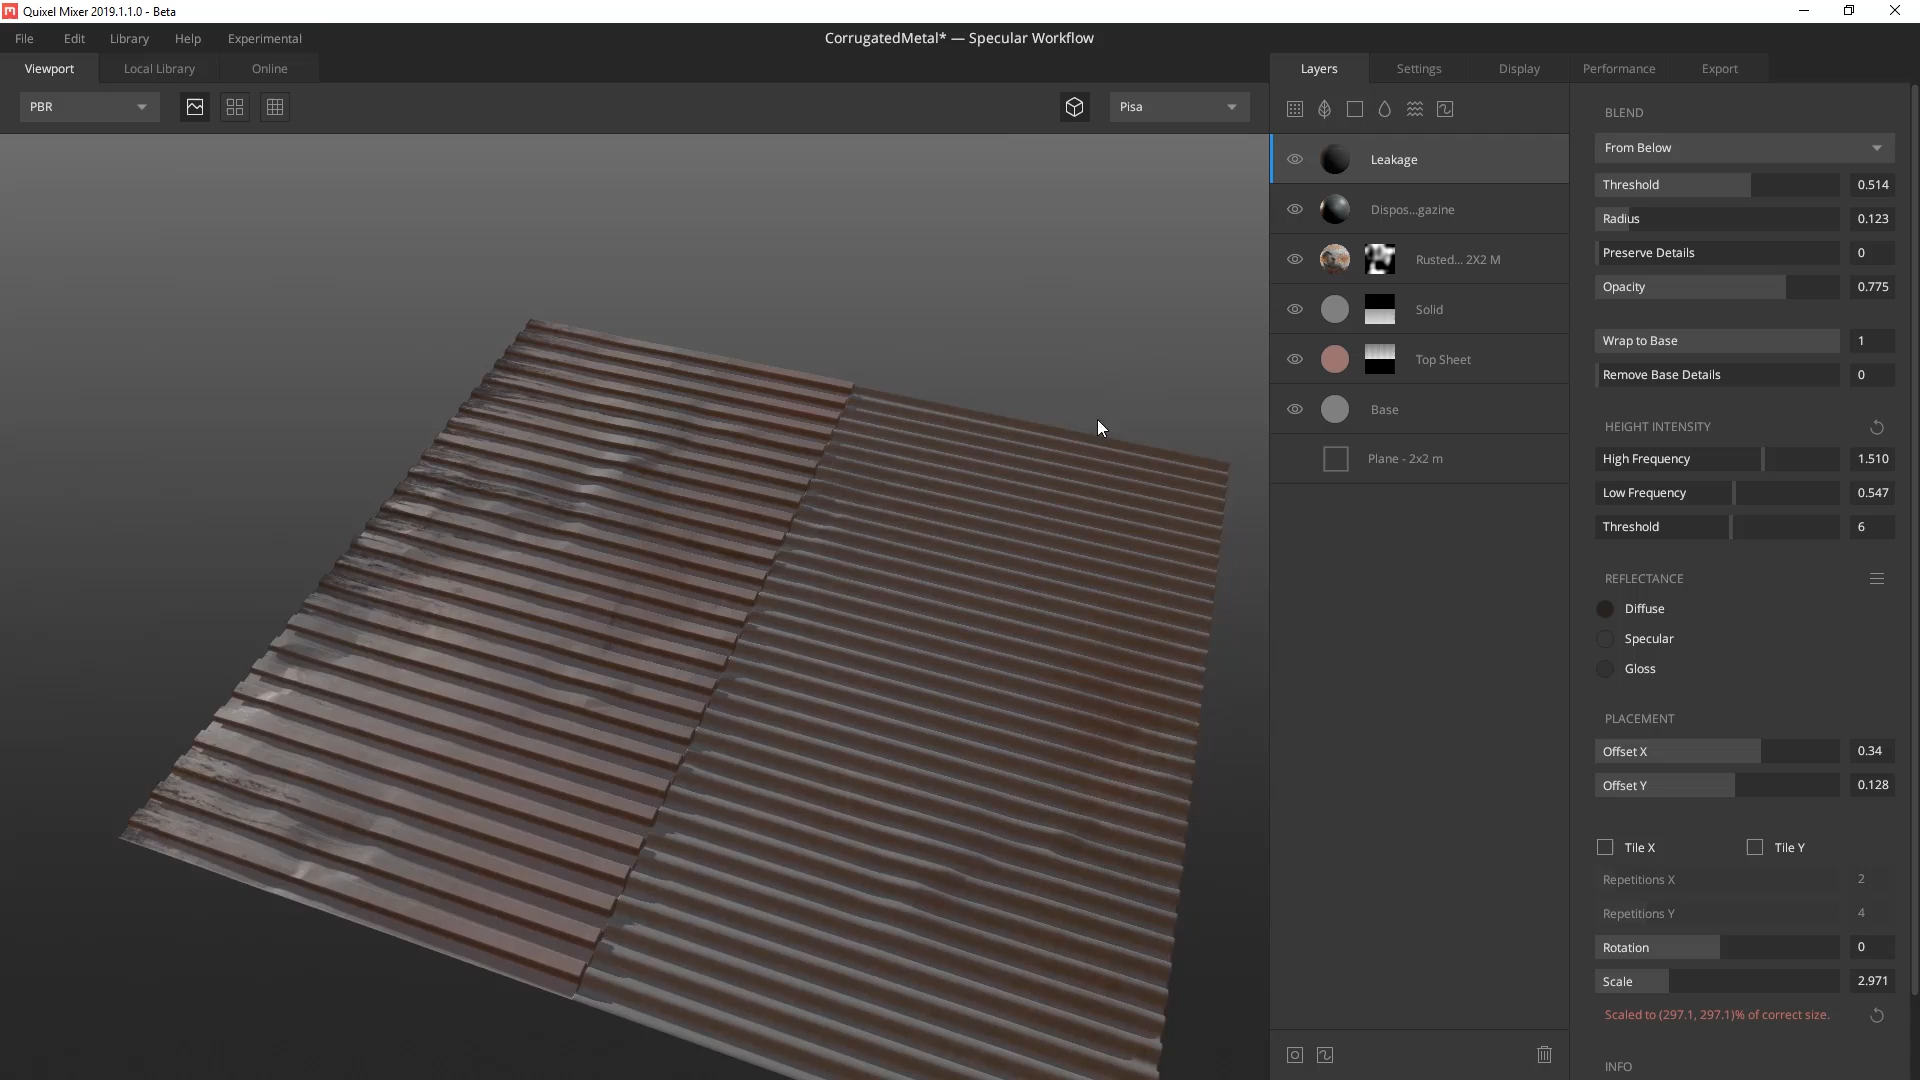 Quixel Mixer 2019.1.1.0 - Beta
File Edit Library Help Experimental
CorrugatedMetal* — Specular Workflow
Viewport Local Library Online
Layers Settings Display Performance Export
PBR
Pisa
Leakage
Dispos...gazine
Rusted... 2X2 M
Solid
Top Sheet
Base
Plane - 2x2 m
BLEND
From Below
Threshold 0.514
Radius 0.123
Preserve Details 0
Opacity 0.775
Wrap to Base 1
Remove Base Details 0
HEIGHT INTENSITY
High Frequency 1.510
Low Frequency 0.547
Threshold 6
REFLECTANCE
Diffuse
Specular
Gloss
PLACEMENT
Offset X 0.34
Offset Y 0.128
Tile X Tile Y
Repetitions X 2
Repetitions Y 4
Rotation 0
Scale 2.971
Scaled to (297.1, 297.1)% of correct size.
INFO